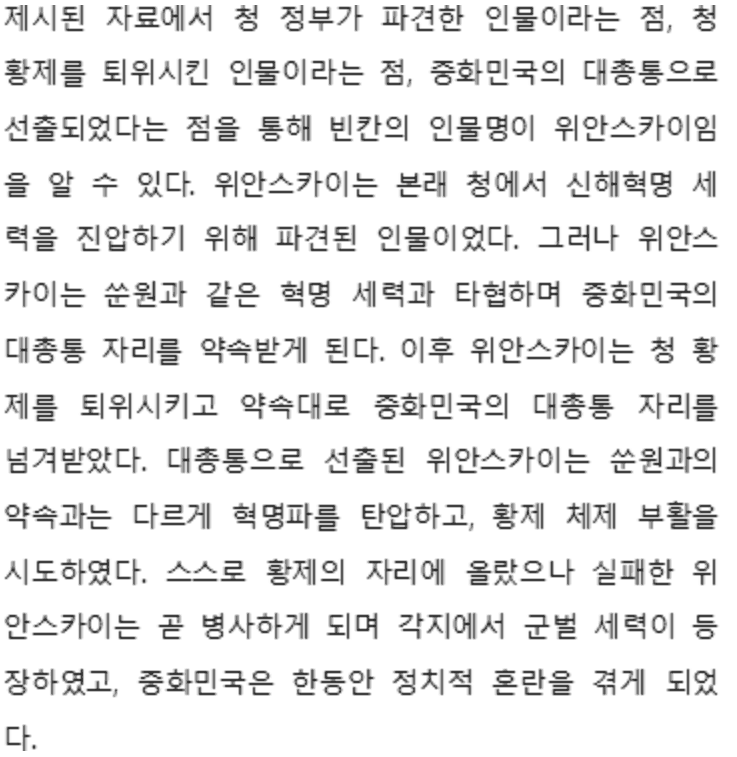 제시된 자료에서 청 정부가 파견한 인물이라는 점, 청
황제를 퇴위시킨 인물이라는 점, 중화민국의 대총통으로
선출되었다는 점을 통해 빈칸의 인물명이 위안스카이임
을 알 수 있다. 위안스카이는 본래 청에서 신해혁명 세
력을 진압하기 위해 파견된 인물이었다. 그러나 위안스
카이는 쑨원과 같은 혁명 세력과 타협하며 중화민국의
대총통 자리를 약속받게 된다. 이후 위안스카이는 청 황
제를 퇴위시키고 약속대로 중화민국의 대총통 자리를
넘겨받았다. 대총통으로 선출된 위안스카이는 쑨원과의
약속과는 다르게 혁명파를 탄압하고, 황제 체제 부활을
시도하였다. 스스로 황제의 자리에 올랐으나 실패한 위
안스카이는 곧 병사하게 되며 각지에서 군벌 세력이 등
장하였고, 중화민국은 한동안 정치적 혼란을 겪게 되었
다.